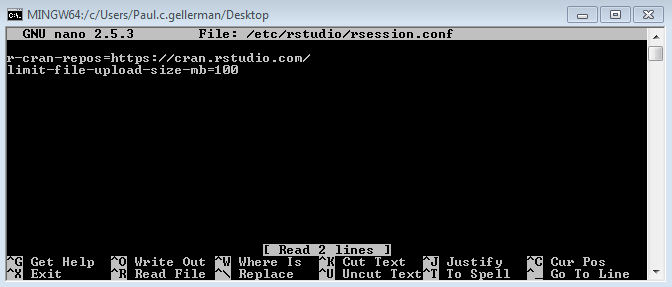 MINGW64:/c/Users/Paul.c.gellerman/Desktop
GNU nano 2.5.3 File: /etc/rstudio/rsession.conf
r-cran-repos=https://cran.rstudio.com/
limit-file-upload-size-mb=100
[ Read 2 lines ]
^G Get Help ^O Write Out ^W Where Is ^K Cut Text ^J Justify ^C Cur Pos
^X Exit ^R Read File ^\ Replace ^U Uncut Text ^T To Spell ^_ Go To Line